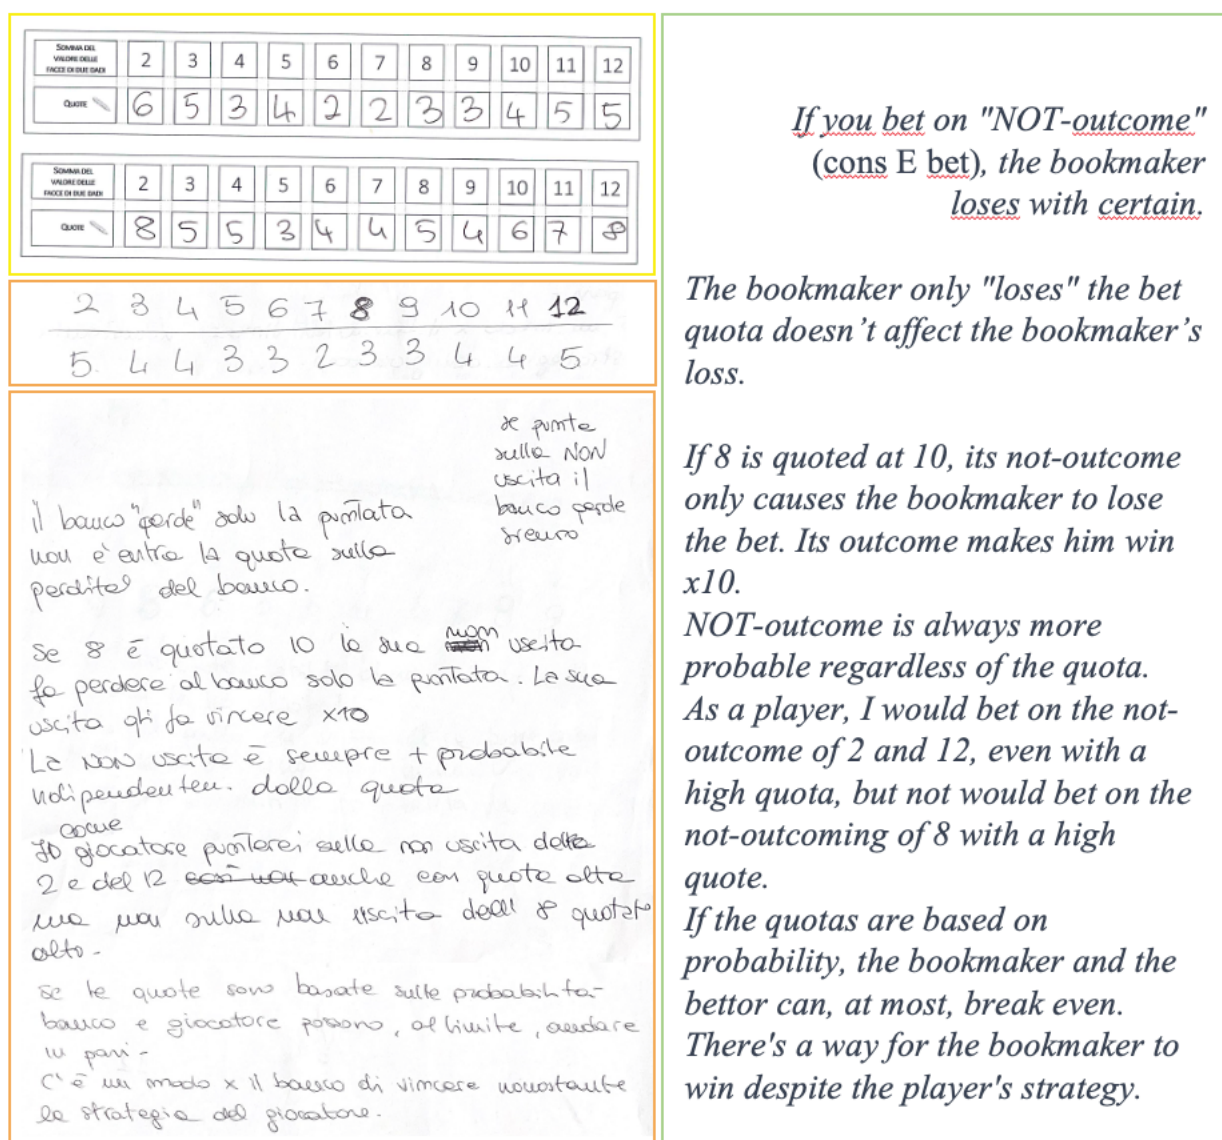 SOMMA DEL
VALORE DELLE
FACCE DI DUE DADI
2 3 4 5 6 7 8 9 10 11 12
QUOTE
6 5 3 4 2 2 3 3 4 5 5
SOMMA DEL
VALORE DELLE
FACCE DI DUE DADI
2 3 4 5 6 7 8 9 10 11 12
QUOTE
8 5 5 3 4 4 5 4 6 7 8
2 3 4 5 6 7 8 9 10 11 12
5. 4 4 3 3 2 3 3 4 4 5
se punta
sulla NON
uscita il
banco perde
sicuro
il banco "perde" solo la puntata
non c'entra la quota sulla
perdita del banco.
Se 8 è quotato 10 la sua non uscita
fa perdere al banco solo la puntata. La sua
uscita gli fa vincere x10
La NON uscita è sempre + probabile
indipendentem. dalla quota
come
Io giocatore punterei sulla non uscita della
2 e del 12 anche con quota alta
ma non sulla non uscita dell' 8 quotato
alto -
se le quote sono basate sulle probabilità -
banco e giocatore possono, al limite, andare
in pari -
C'è un modo x il banco di vincere nonostante
la strategia del giocatore.
If you bet on "NOT-outcome"
(cons E bet), the bookmaker
loses with certain.
The bookmaker only "loses" the bet
quota doesn’t affect the bookmaker’s
loss.
If 8 is quoted at 10, its not-outcome
only causes the bookmaker to lose
the bet. Its outcome makes him win
x10.
NOT-outcome is always more
probable regardless of the quota.
As a player, I would bet on the not-
outcome of 2 and 12, even with a
high quota, but not would bet on the
not-outcoming of 8 with a high
quote.
If the quotas are based on
probability, the bookmaker and the
bettor can, at most, break even.
There's a way for the bookmaker to
win despite the player's strategy.